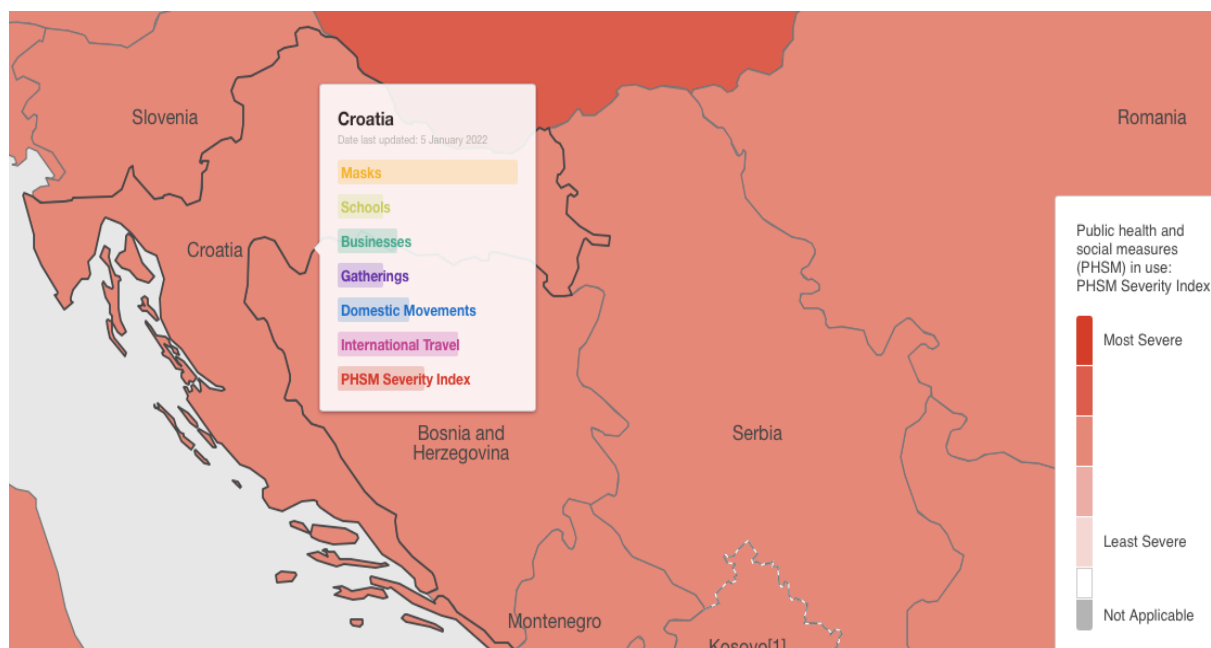 Slovenia
Croatia
Romania
Croatia
Date last updated: 5 January 2022
Masks
Schools
Businesses
Gatherings
Domestic Movements
International Travel
PHSM Severity Index
Bosnia and
Herzegovina
Serbia
Montenegro
Kosovo[1]
Public health and
social measures
(PHSM) in use:
PHSM Severity Index
Most Severe
Least Severe
Not Applicable